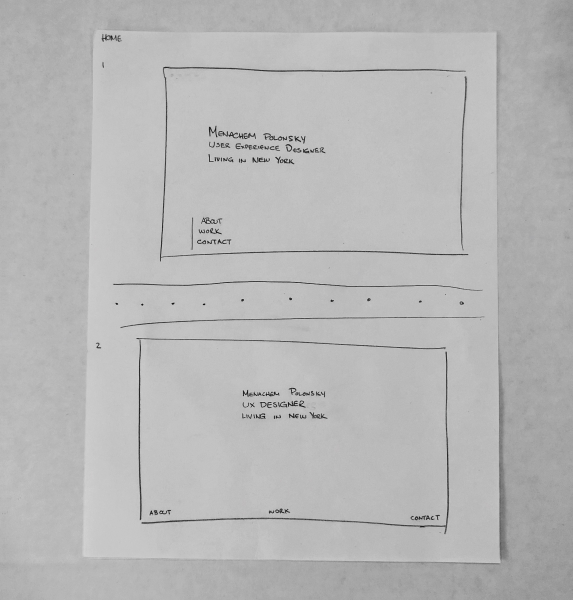 HOME
1
MENACHEM POLONSKY
USER EXPERIENCE DESIGNER
LIVING IN NEW YORK
ABOUT
WORK
CONTACT
2
MENACHEM POLONSKY
UX DESIGNER
LIVING IN NEW YORK
ABOUT WORK CONTACT